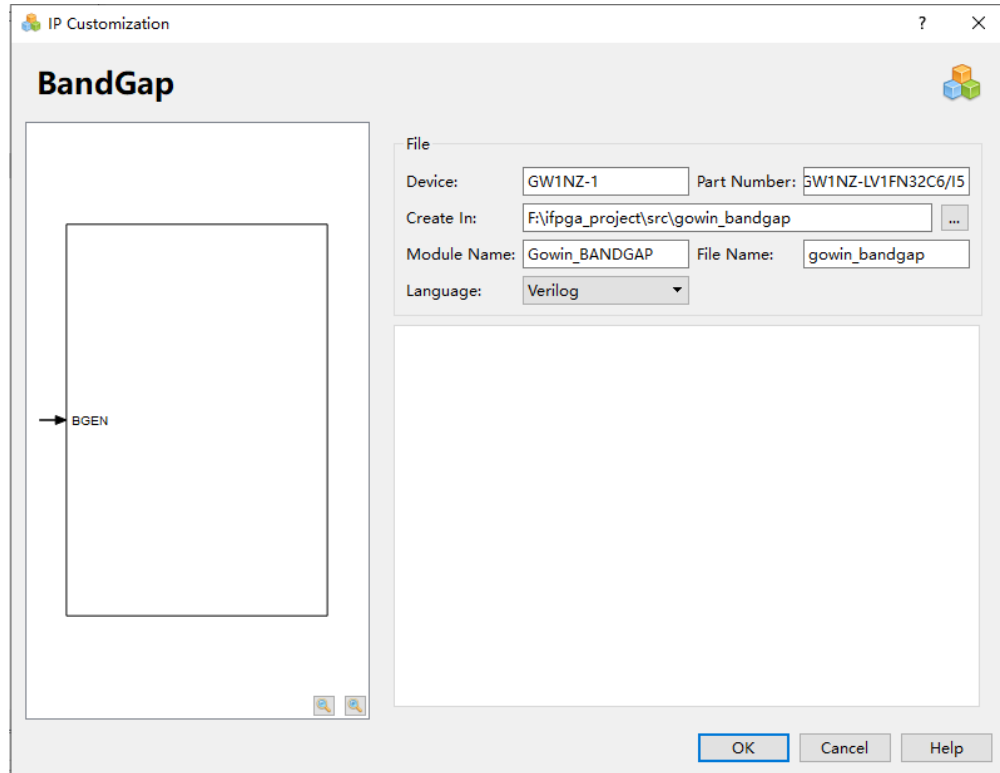 IP Customization
BandGap
BGEN
File
Device: GW1NZ-1 Part Number: GW1NZ-LV1FN32C6/I5
Create In: F:\ifpga_project\src\gowin_bandgap ...
Module Name: Gowin_BANDGAP File Name: gowin_bandgap
Language: Verilog
OK Cancel Help